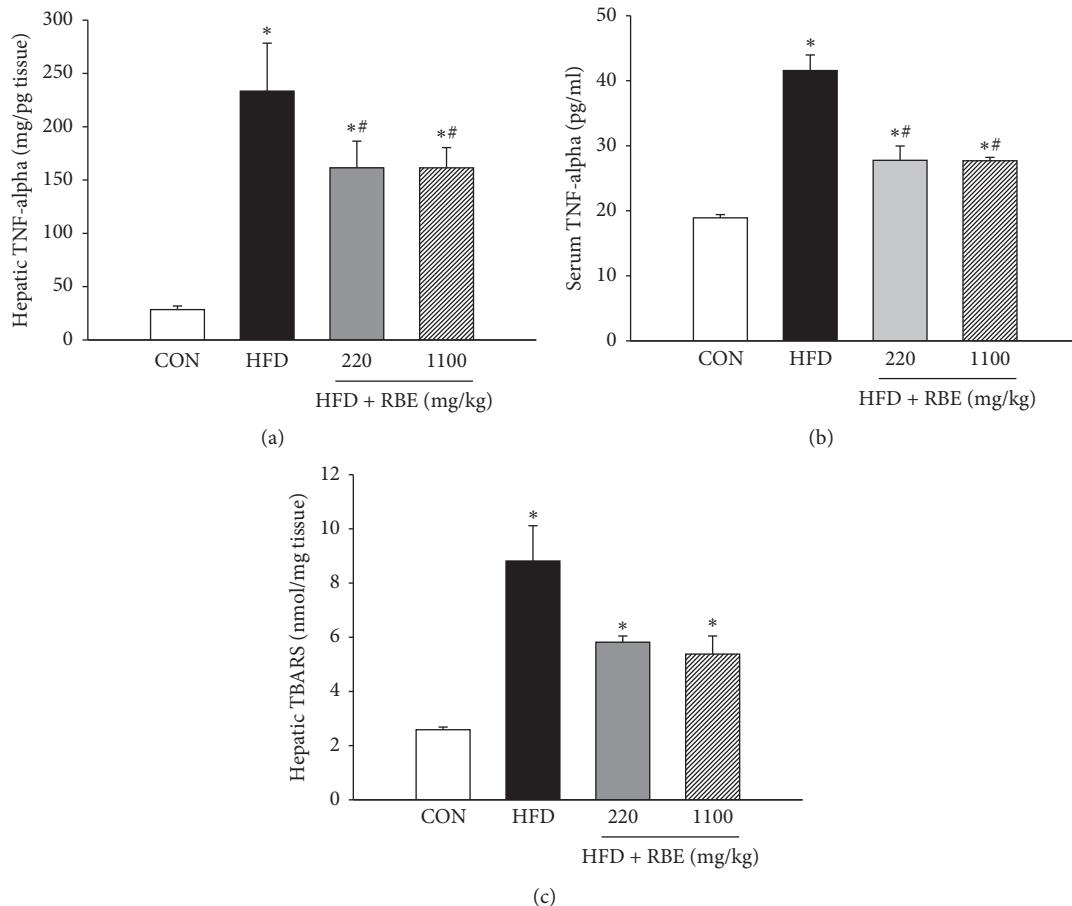 Hepatic TNF-alpha (mg/pg tissue)
300
250
200
150
100
50
0
*
*#
*#
CON
HFD
220
1100
HFD + RBE (mg/kg)
(a)
Serum TNF-alpha (pg/ml)
50
40
30
20
10
0
*
*#
*#
CON
HFD
220
1100
HFD + RBE (mg/kg)
(b)
Hepatic TBARS (nmol/mg tissue)
12
10
8
6
4
2
0
*
*
*
CON
HFD
220
1100
HFD + RBE (mg/kg)
(c)